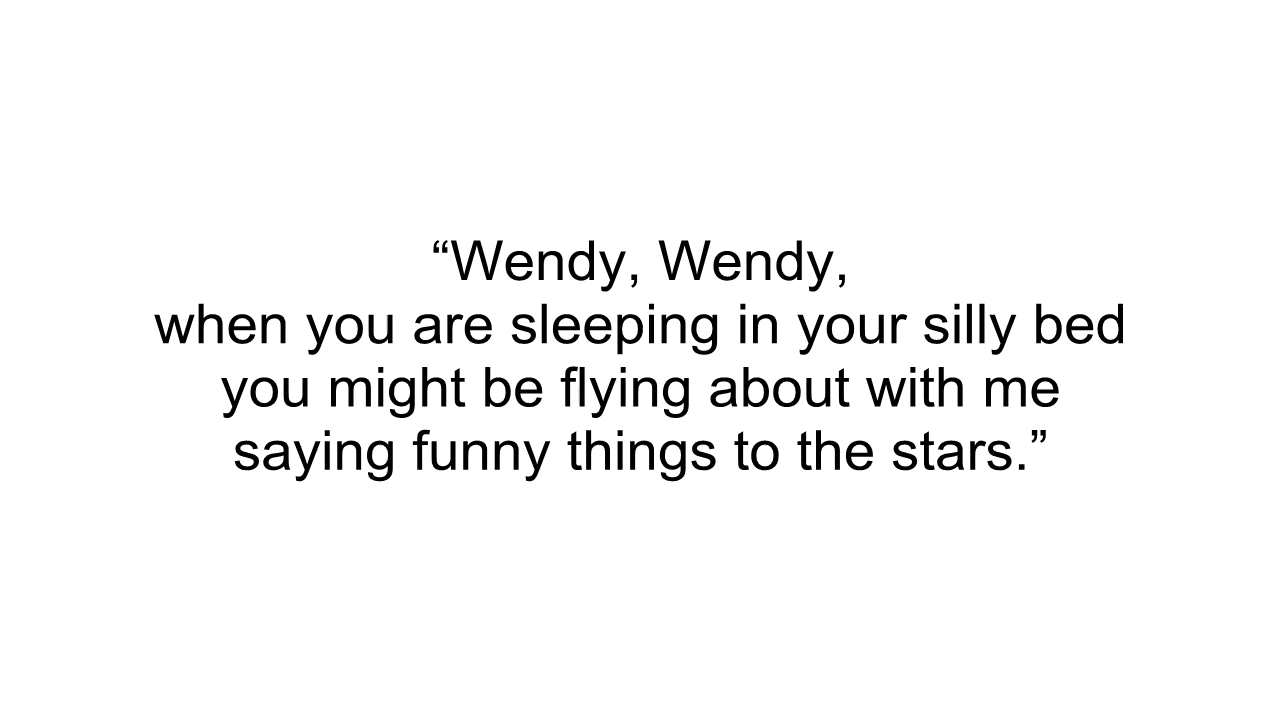 “Wendy, Wendy,
when you are sleeping in your silly bed
you might be flying about with me
saying funny things to the stars.”